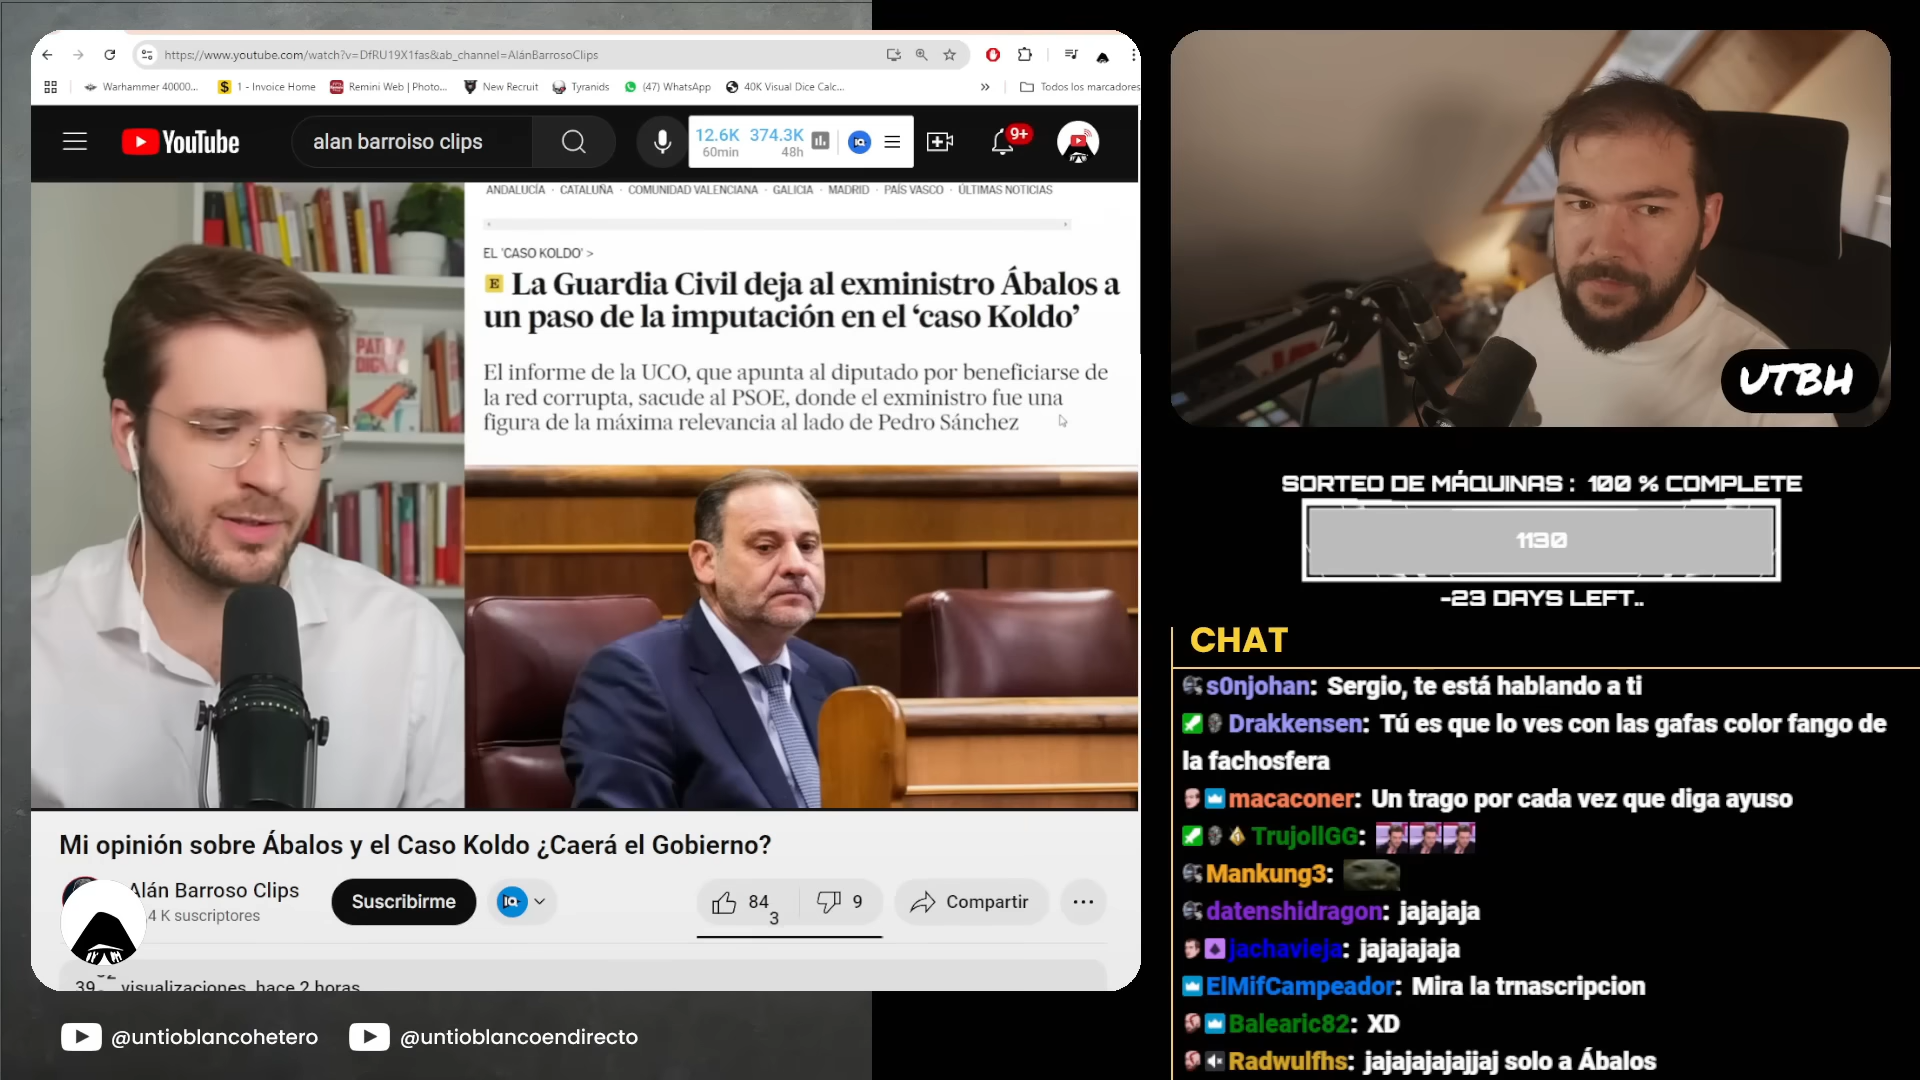 https://www.youtube.com/watch?v=DfRU19X1fas&ab_channel=AlánBarrosoClips
Warhammer 40000... 1 - Invoice Home Remini Web | Photo... New Recruit Tyranids (47) WhatsApp 40K Visual Dice Calc... » Todos los marcadores
YouTube
alan barroiso clips
12.6K 374.3K
60min 48h
9+
ANDALUCÍA · CATALUÑA · COMUNIDAD VALENCIANA · GALICIA · MADRID · PAÍS VASCO · ÚLTIMAS NOTICIAS
EL 'CASO KOLDO' >
E La Guardia Civil deja al exministro Ábalos a
un paso de la imputación en el ‘caso Koldo’
El informe de la UCO, que apunta al diputado por beneficiarse de
la red corrupta, sacude al PSOE, donde el exministro fue una
figura de la máxima relevancia al lado de Pedro Sánchez
Mi opinión sobre Ábalos y el Caso Koldo ¿Caerá el Gobierno?
Alán Barroso Clips
4 K suscriptores
Suscribirme
84
3
9
Compartir
visualizaciones hace 2 horas
@untioblancohetero @untioblancoendirecto
UTBH
SORTEO DE MÁQUINAS : 100 % COMPLETE
1130
-23 DAYS LEFT..
CHAT
s0njohan: Sergio, te está hablando a ti
Drakkensen: Tú es que lo ves con las gafas color fango de
la fachosfera
macaconer: Un trago por cada vez que diga ayuso
TrujollGG:
Mankung3:
datenshidragon: jajajaja
jachavieja: jajajajaja
ElMifCampeador: Mira la trnascripcion
Balearic82: XD
Radwulfhs: jajajajajajjaj solo a Ábalos